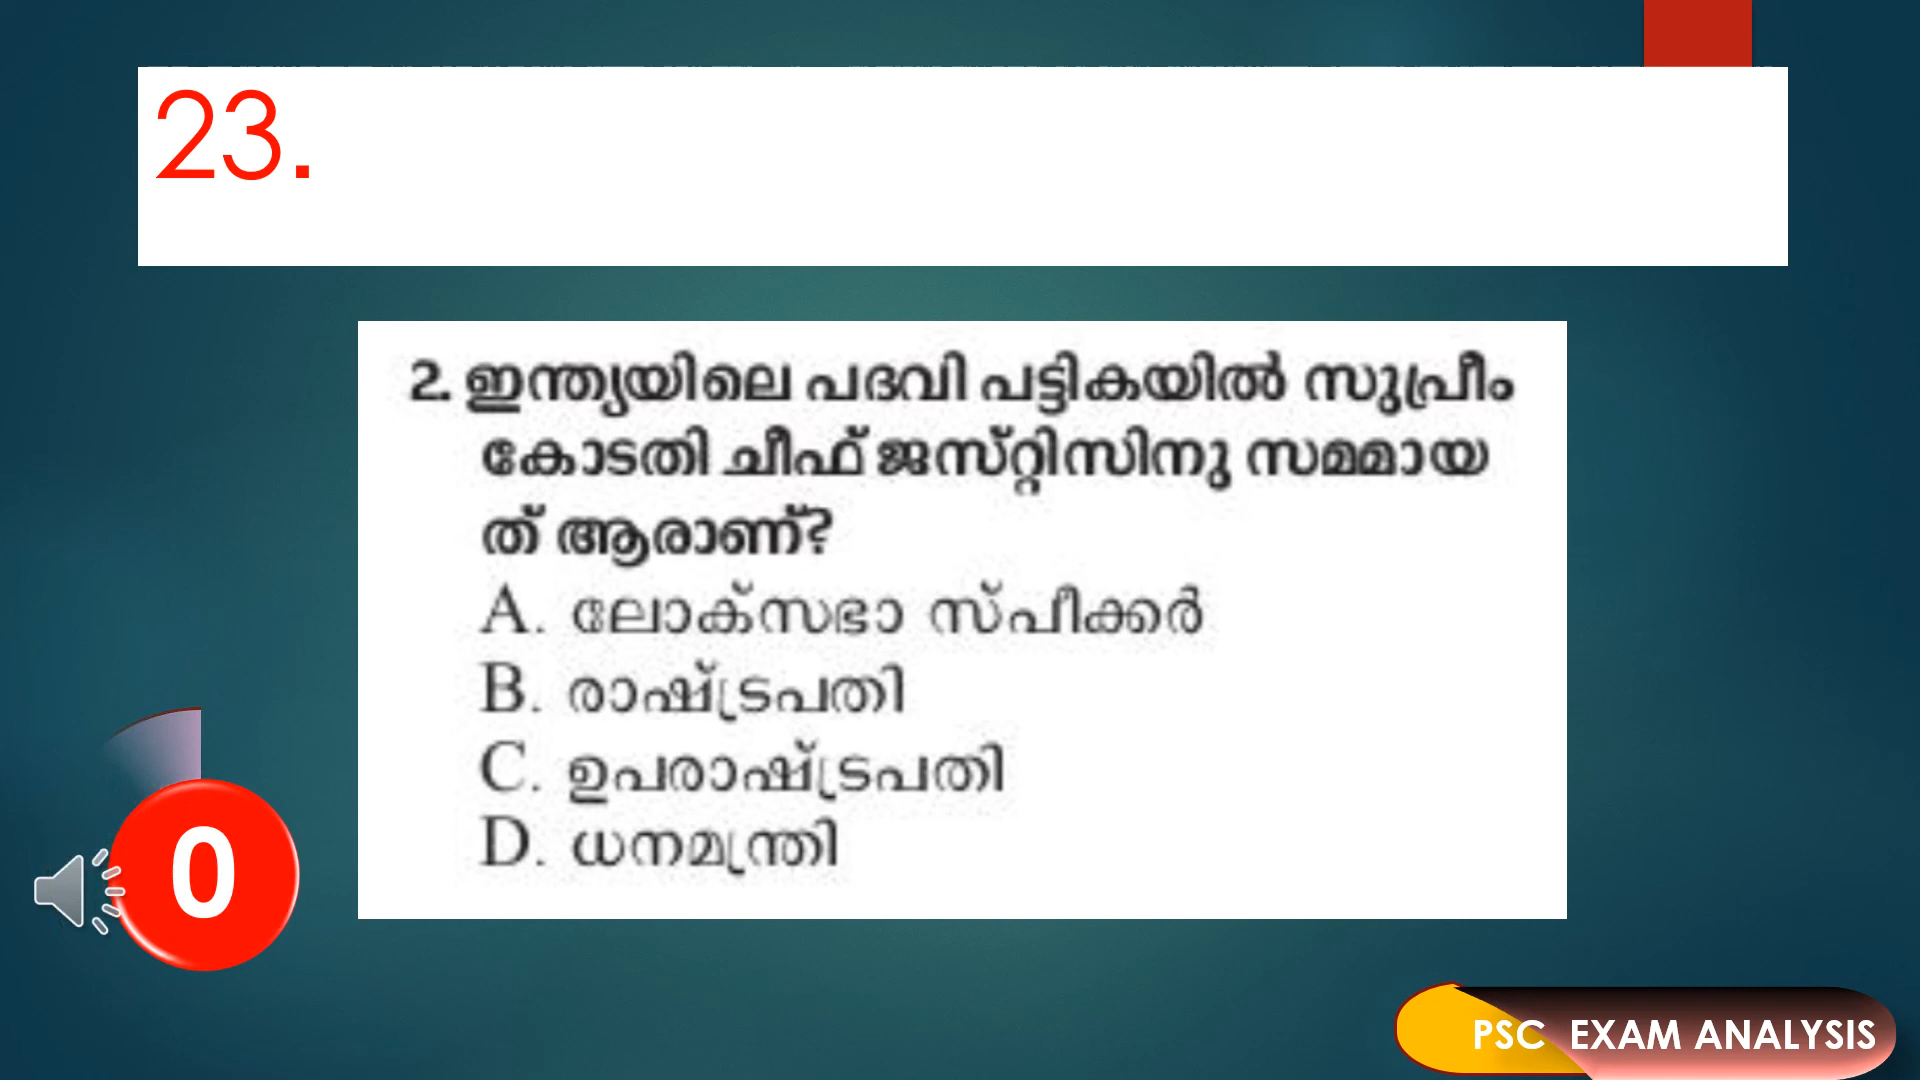 23.
2. ഇന്ത്യയിലെ പദവി പട്ടികയിൽ സുപ്രീം
കോടതി ചീഫ് ജസ്റ്റിസിനു സമമായ
ത് ആരാണ്?
A. ലോക്സഭാ സ്പീക്കർ
B. രാഷ്ട്രപതി
C. ഉപരാഷ്ട്രപതി
D. ധനമന്ത്രി
0
PSC EXAM ANALYSIS